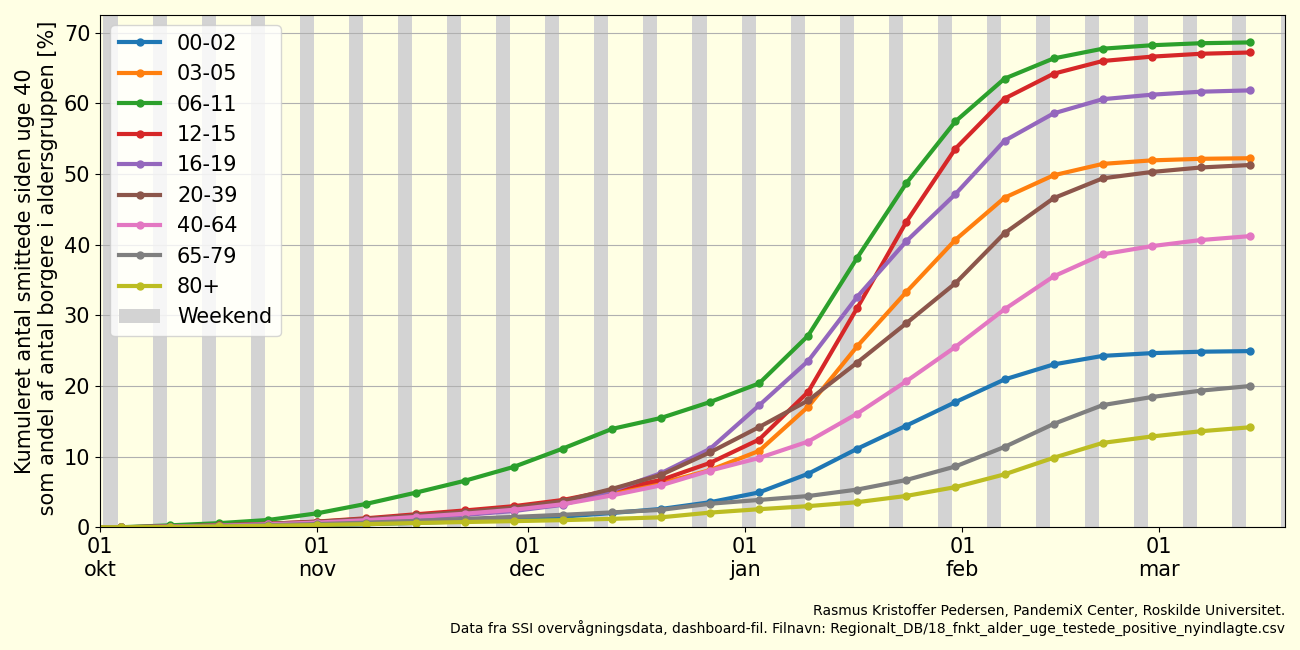 Kumuleret antal smittede siden uge 40
som andel af antal borgere i aldersgruppen [%]
70
60
50
40
30
20
10
0
00-02
03-05
06-11
12-15
16-19
20-39
40-64
65-79
80+
Weekend
01
okt
01
nov
01
dec
01
jan
01
feb
01
mar
Rasmus Kristoffer Pedersen, PandemiX Center, Roskilde Universitet.
Data fra SSI overvågningsdata, dashboard-fil. Filnavn: Regionalt_DB/18_fnkt_alder_uge_testede_positive_nyindlagte.csv